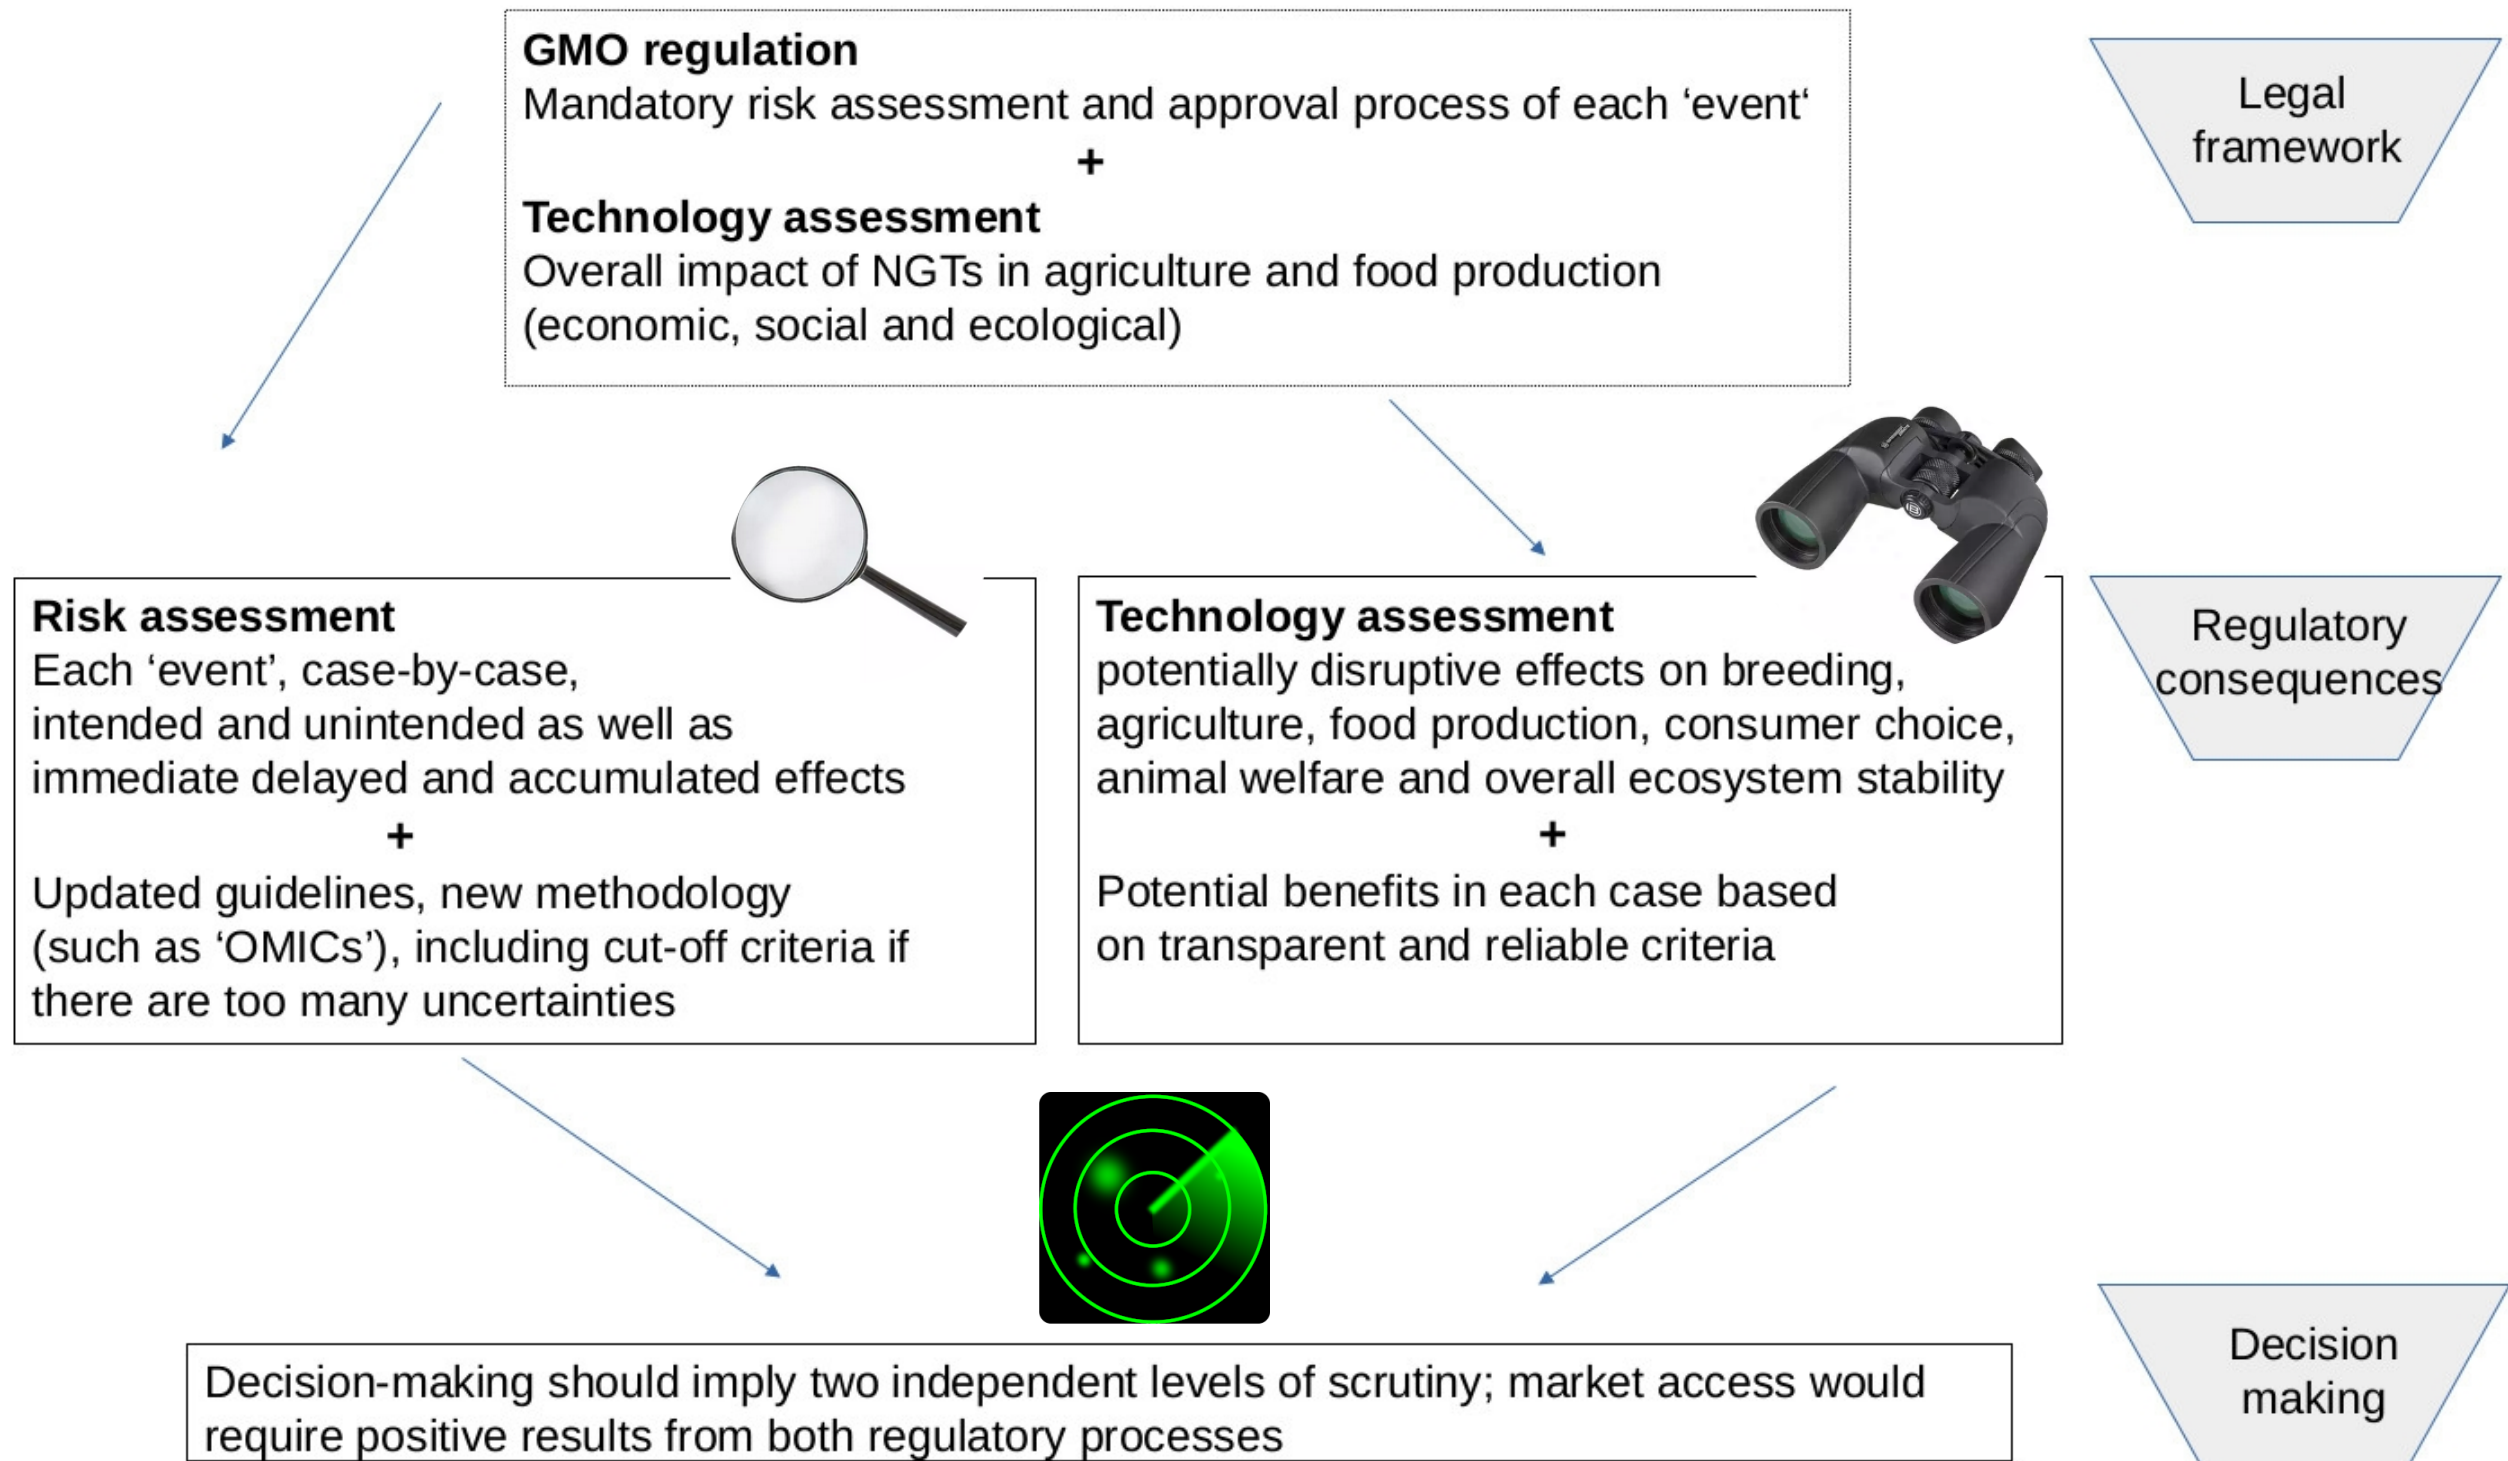 GMO regulation
Mandatory risk assessment and approval process of each ‘event‘
+
Technology assessment
Overall impact of NGTs in agriculture and food production
(economic, social and ecological)
Legal
framework
Risk assessment
Each ‘event’, case-by-case,
intended and unintended as well as
immediate delayed and accumulated effects
+
Updated guidelines, new methodology
(such as ‘OMICs’), including cut-off criteria if
there are too many uncertainties
Technology assessment
potentially disruptive effects on breeding,
agriculture, food production, consumer choice,
animal welfare and overall ecosystem stability
+
Potential benefits in each case based
on transparent and reliable criteria
Regulatory
consequences
Decision-making should imply two independent levels of scrutiny; market access would
require positive results from both regulatory processes
Decision
making